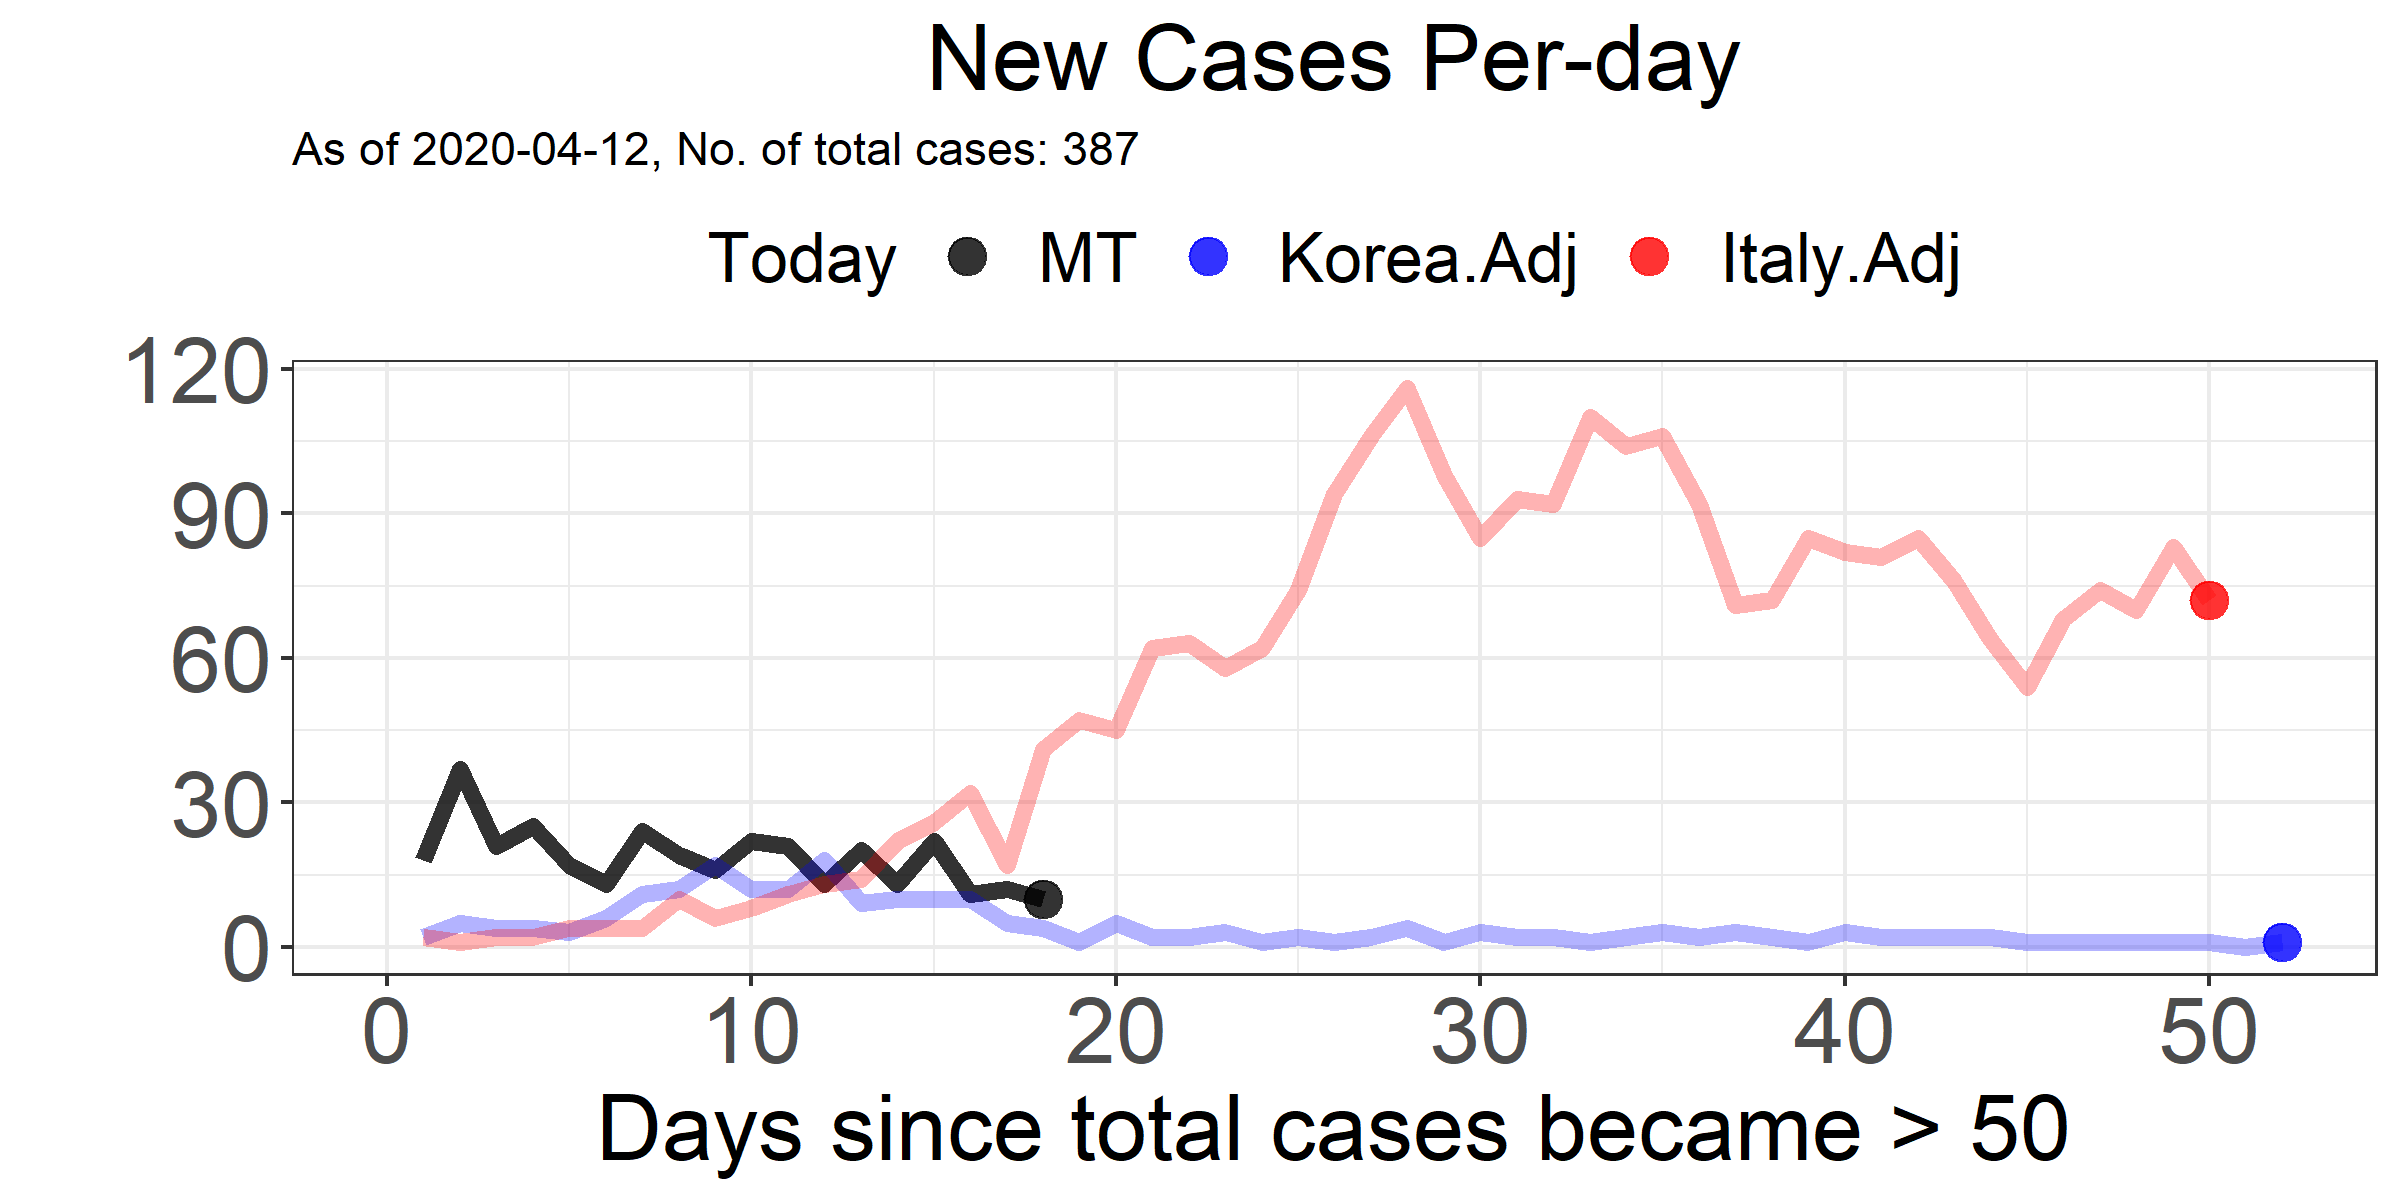 New Cases Per-day
As of 2020-04-12, No. of total cases: 387
Today MT Korea.Adj Italy.Adj
120
90
60
30
0
0 10 20 30 40 50
Days since total cases became > 50